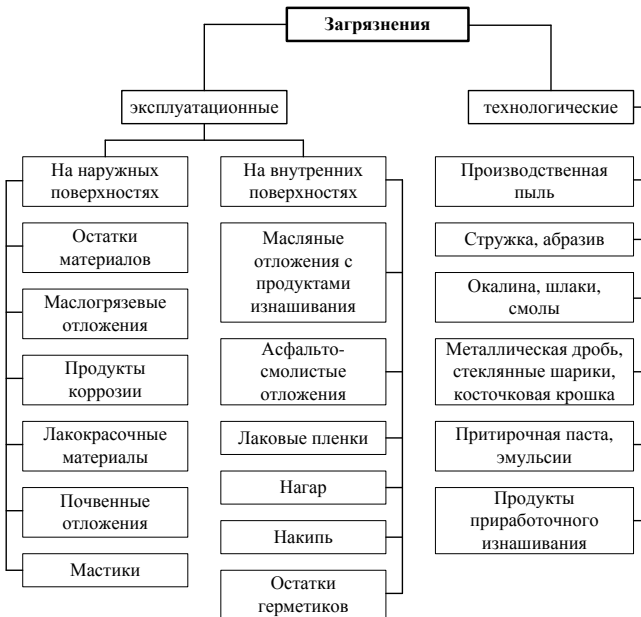 Загрязнения
эксплуатационные
технологические
На наружных
поверхностях
Остатки
материалов
Маслогрязевые
отложения
Продукты
коррозии
Лакокрасочные
материалы
Почвенные
отложения
Мастики
На внутренних
поверхностях
Масляные
отложения с
продуктами
изнашивания
Асфальто-
смолистые
отложения
Лаковые пленки
Нагар
Накипь
Остатки
герметиков
Производственная
пыль
Стружка, абразив
Окалина, шлаки,
смолы
Металлическая дробь,
стеклянные шарики,
косточковая крошка
Притирочная паста,
эмульсии
Продукты
приработочного
изнашивания